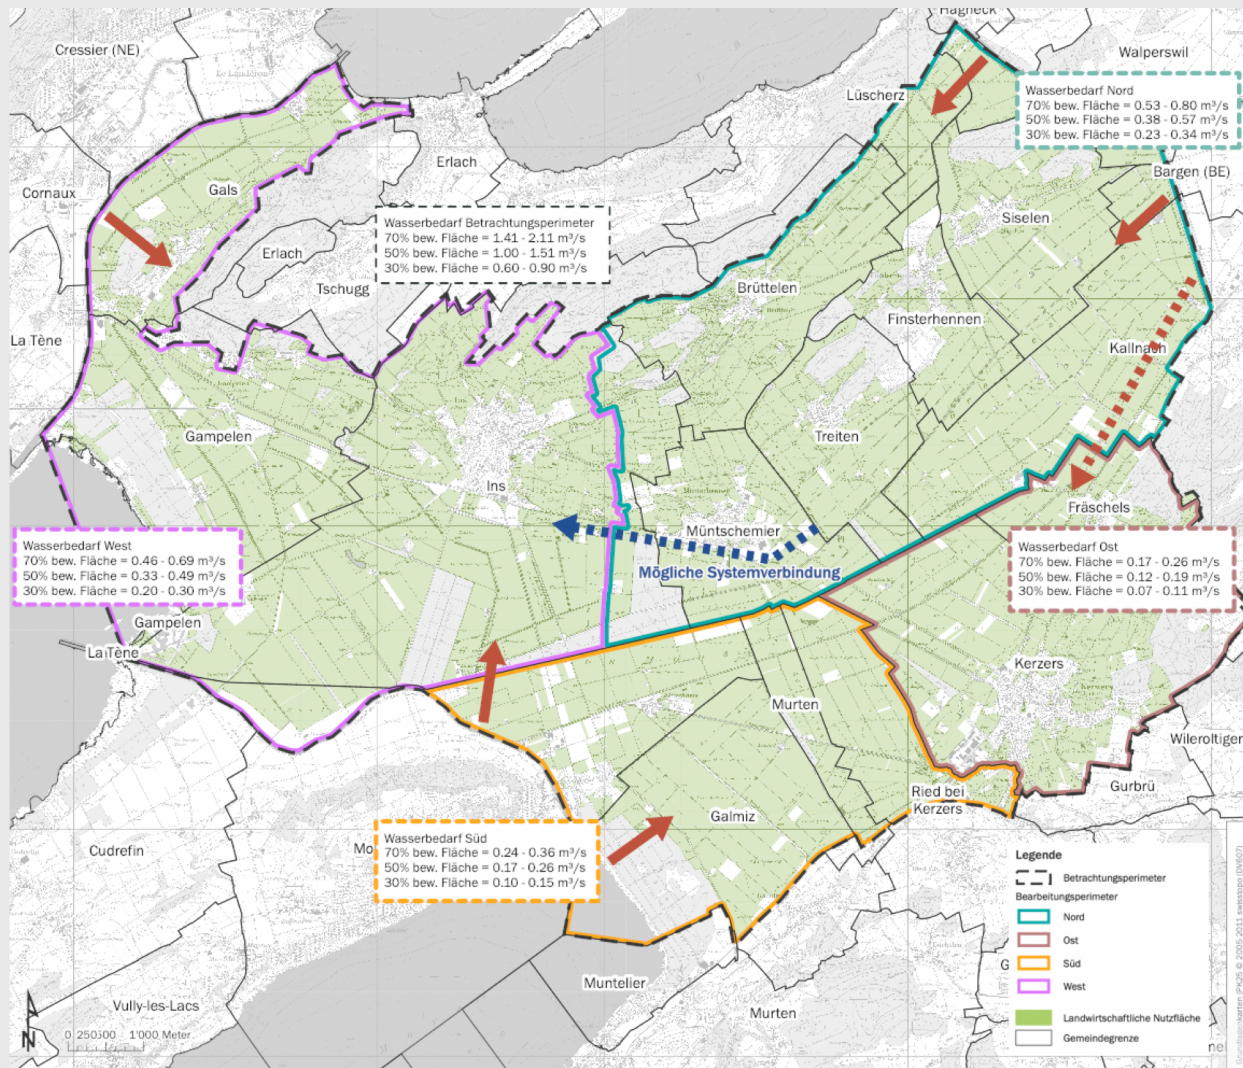 Hagneck
Cressier (NE)
Walperswil
Le Landeron
Lüscherz
Wasserbedarf Nord
70% bew. Fläche = 0.53 - 0.80 m³/s
50% bew. Fläche = 0.38 - 0.57 m³/s
30% bew. Fläche = 0.23 - 0.34 m³/s
Erlach
Bargen (BE)
Cornaux
Gals
Siselen
Wasserbedarf Betrachtungsperimeter
70% bew. Fläche = 1.41 - 2.11 m³/s
50% bew. Fläche = 1.00 - 1.51 m³/s
30% bew. Fläche = 0.60 - 0.90 m³/s
Erlach
Tschugg
Brüttelen
Finsterhennen
La Tène
Kallnach
Gampelen
Treiten
Ins
Fräschels
Müntschemier
Mögliche Systemverbindung
Wasserbedarf West
70% bew. Fläche = 0.46 - 0.69 m³/s
50% bew. Fläche = 0.33 - 0.49 m³/s
30% bew. Fläche = 0.20 - 0.30 m³/s
Wasserbedarf Ost
70% bew. Fläche = 0.17 - 0.26 m³/s
50% bew. Fläche = 0.12 - 0.19 m³/s
30% bew. Fläche = 0.07 - 0.11 m³/s
Gampelen
La Tène
Kerzers
Murten
Wileroltigen
Gurbrü
Ried bei
Kerzers
Galmiz
Wasserbedarf Süd
70% bew. Fläche = 0.24 - 0.36 m³/s
50% bew. Fläche = 0.17 - 0.26 m³/s
30% bew. Fläche = 0.10 - 0.15 m³/s
Cudrefin
Mo
Legende
Betrachtungsperimeter
Bearbeitungsperimeter
Nord
Ost
Süd
West
Landwirtschaftliche Nutzfläche
Gemeindegrenze
G
Muntelier
Vully-les-Lacs
Murten
N
0 250500 1'000 Meter
Grundlagenkarten (PK25 © 2005-2011 swisstopo (DV607)